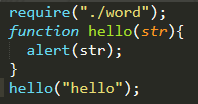 require("./word");
function hello(str){
  alert(str);
}
hello("hello");